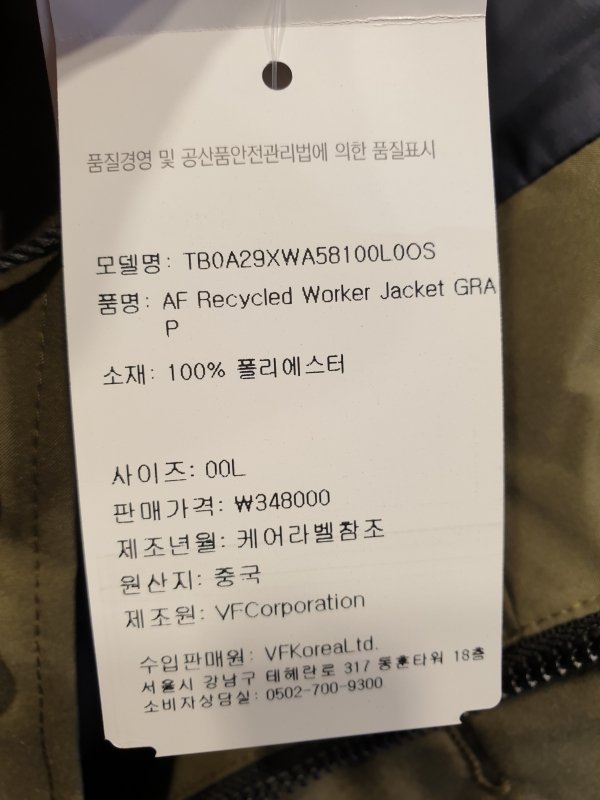 품질경영 및 공산품안전관리법에 의한 품질표시
모델명: TB0A29XWA58100L0OS
품명: AF Recycled Worker Jacket GRA
P
소재: 100% 폴리에스터
사이즈: 00L
판매가격: ₩348000
제조년월: 케어라벨참조
원산지: 중국
제조원: VFCorporation
수입판매원: VFKoreaLtd.
서울시 강남구 테헤란로 317 동훈타워 18층
소비자상담실: 0502-700-9300